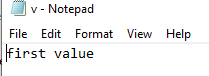 v - Notepad
File Edit Format View Help
first value